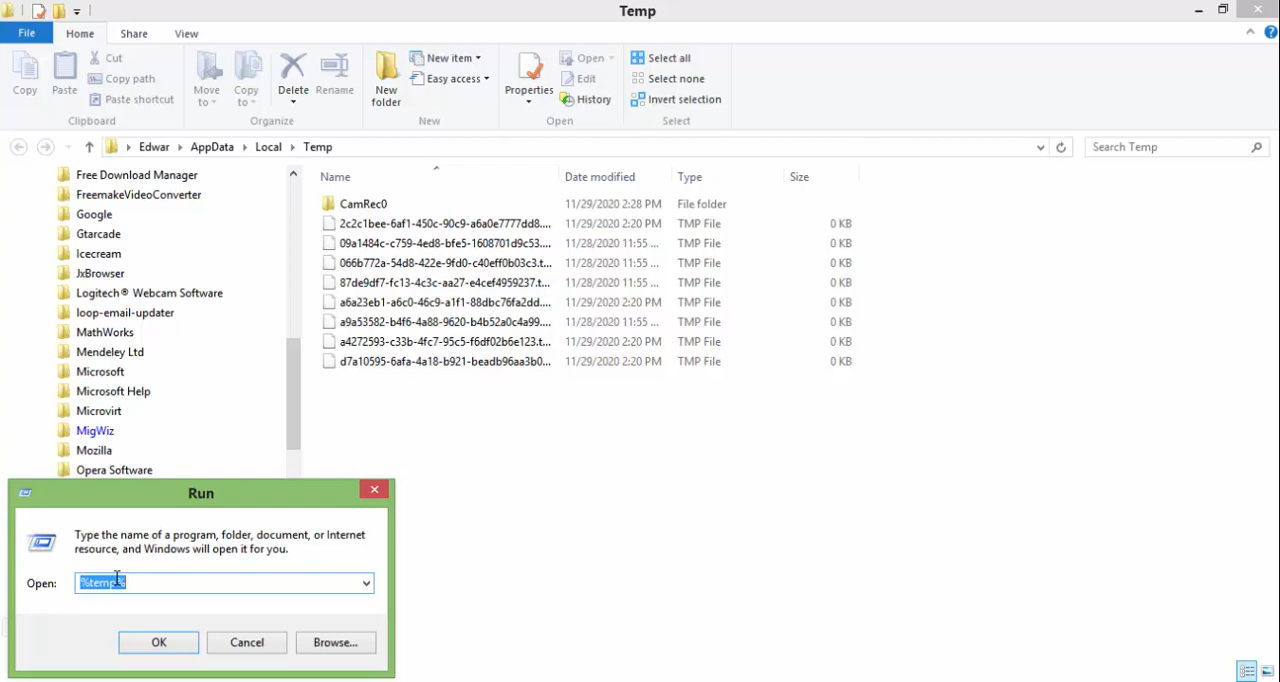 Temp
File
Home
Share
View
Copy
Paste
Cut
Copy path
Paste shortcut
Clipboard
Move
to
Copy
to
Delete
Rename
Organize
New
folder
New item
Easy access
New
Properties
Open
Edit
History
Open
Select all
Select none
Invert selection
Select
Edwar AppData Local Temp
Search Temp
Free Download Manager
FreemakeVideoConverter
Google
Gtarcade
Icecream
JxBrowser
Logitech® Webcam Software
loop-email-updater
MathWorks
Mendeley Ltd
Microsoft
Microsoft Help
Microvirt
MigWiz
Mozilla
Opera Software
Name Date modified Type Size
CamRec0 11/29/2020 2:28 PM File folder
2c2c1bee-6af1-450c-90c9-a6a0e7777dd8.... 11/29/2020 2:20 PM TMP File 0 KB
09a1484c-c759-4ed8-bfe5-1608701d9c53.... 11/28/2020 11:55 ... TMP File 0 KB
066b772a-54d8-422e-9fd0-c40eff0b03c3.t... 11/28/2020 11:55 ... TMP File 0 KB
87de9df7-fc13-4c3c-aa27-e4cef4959237.t... 11/28/2020 11:55 ... TMP File 0 KB
a6a23eb1-a6c0-46c9-a1f1-88dbc76fa2dd.... 11/29/2020 2:20 PM TMP File 0 KB
a9a53582-b4f6-4a88-9620-b4b52a0c4a99.... 11/28/2020 11:55 ... TMP File 0 KB
a4272593-c33b-4fc7-95c5-f6df02b6e123.t... 11/29/2020 2:20 PM TMP File 0 KB
d7a10595-6afa-4a18-b921-beadb96aa3b0... 11/29/2020 2:20 PM TMP File 0 KB
Run
Type the name of a program, folder, document, or Internet
resource, and Windows will open it for you.
Open: %temp%
OK
Cancel
Browse...